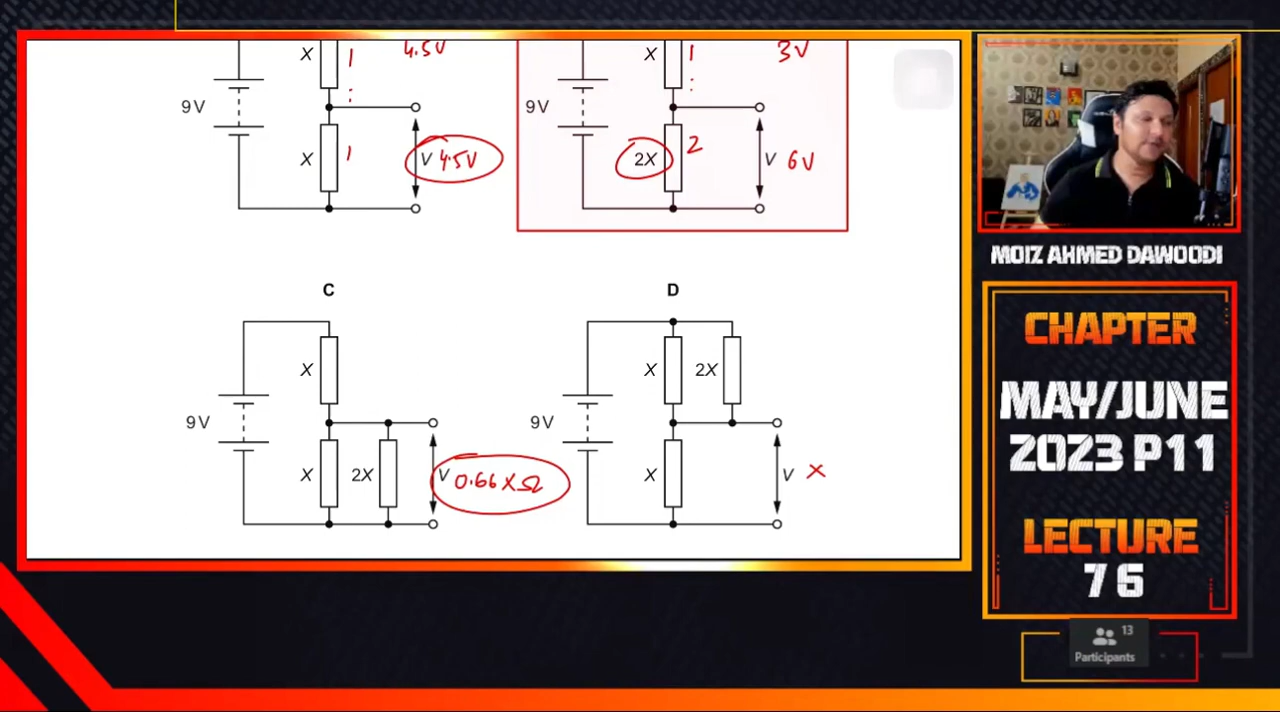 X 1 4.5V
:
9V
X 1 V 4.5V
X 1 3V
:
9V
2X 2 V 6V
C
X
9V
X 2X V 0.66XΩ
D
X 2X
9V
X V X
MOIZ AHMED DAWOODI
CHAPTER
MAY/JUNE
2023 P11
LECTURE
76
13
Participants